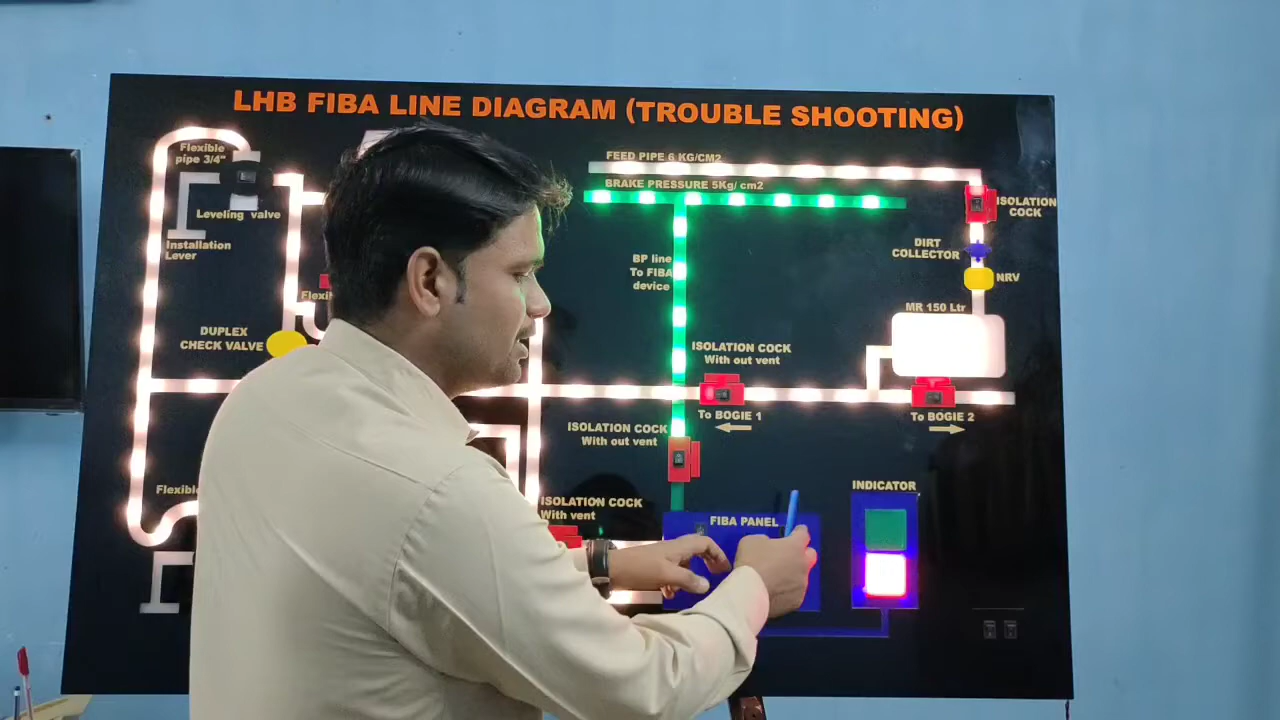 LHB FIBA LINE DIAGRAM (TROUBLE SHOOTING)
Flexible
pipe 3/4"
FEED PIPE 6 KG/CM2
BRAKE PRESSURE 5Kg/ cm2
ISOLATION
COCK
Leveling valve
Installation
Lever
DIRT
COLLECTOR
BP line
To FIBA
device
NRV
MR 150 Ltr
DUPLEX
CHECK VALVE
ISOLATION COCK
With out vent
To BOGIE 1
To BOGIE 2
ISOLATION COCK
With out vent
INDICATOR
ISOLATION COCK
With vent
FIBA PANEL